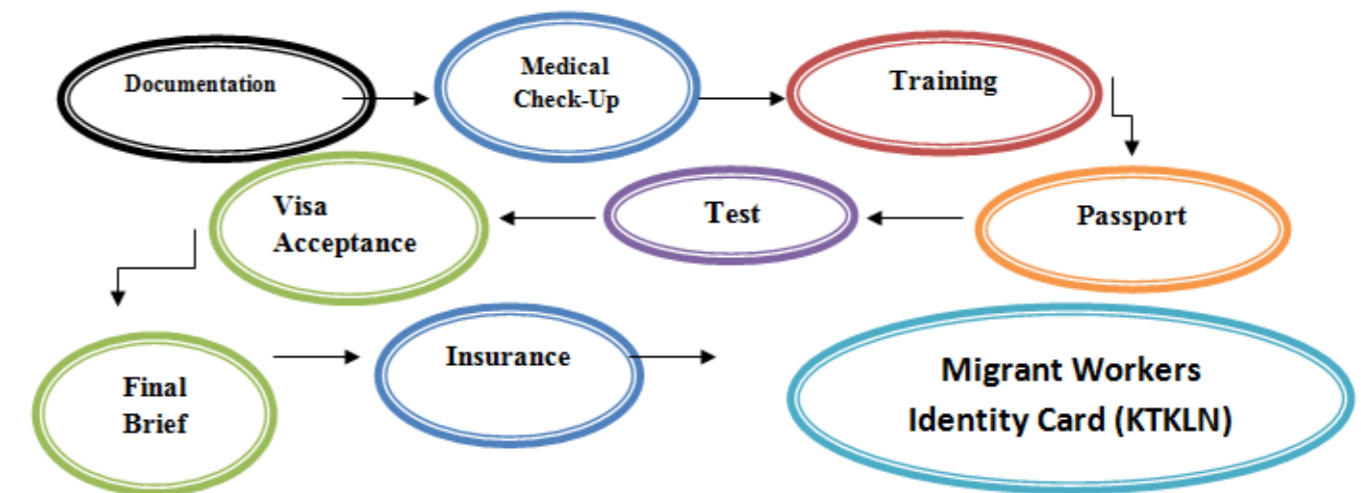 Documentation
Medical
Check-Up
Training
Passport
Test
Visa
Acceptance
Final
Brief
Insurance
Migrant Workers
Identity Card (KTKLN)